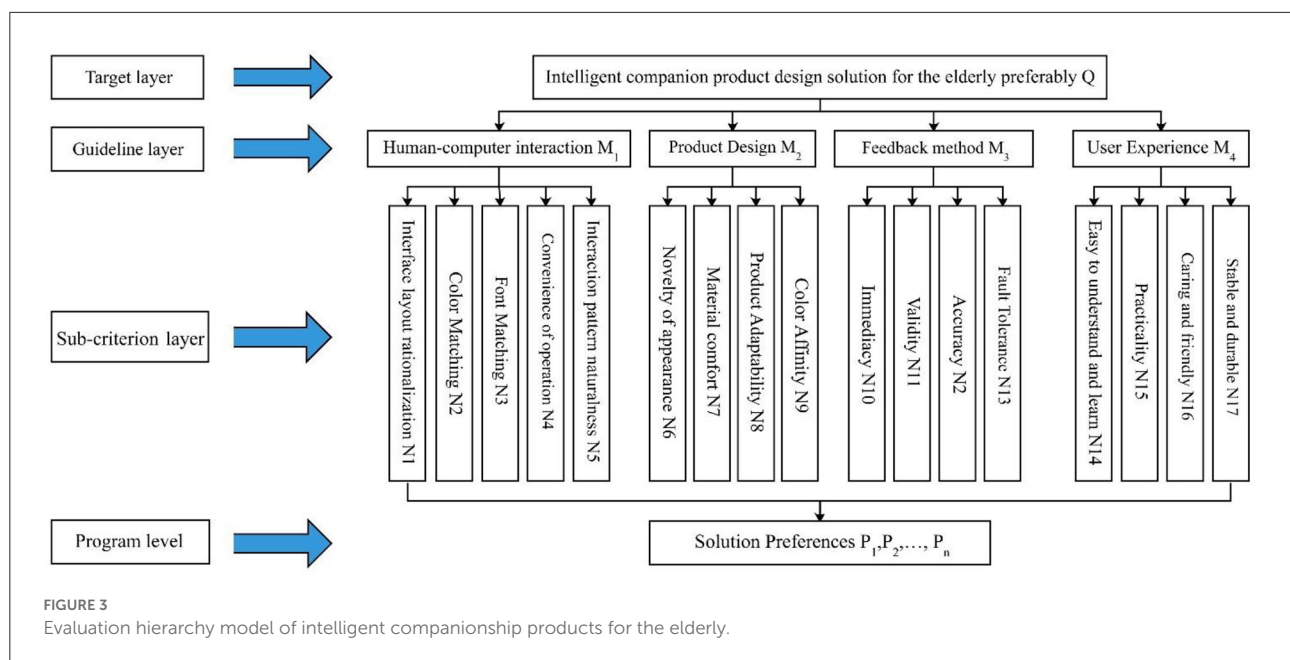 Target layer
Intelligent companion product design solution for the elderly preferably Q
Guideline layer
Human-computer interaction M1
Product Design M2
Feedback method M3
User Experience M4
Sub-criterion layer
Interface layout rationalization N1
Color Matching N2
Font Matching N3
Convenience of operation N4
Interaction pattern naturalness N5
Novelty of appearance N6
Material comfort N7
Product Adaptability N8
Color Affinity N9
Immediacy N10
Validity N11
Accuracy N2
Fault Tolerance N13
Easy to understand and learn N14
Practicality N15
Caring and friendly N16
Stable and durable N17
Program level
Solution Preferences P1,P2,…, Pn
FIGURE 3
Evaluation hierarchy model of intelligent companionship products for the elderly.